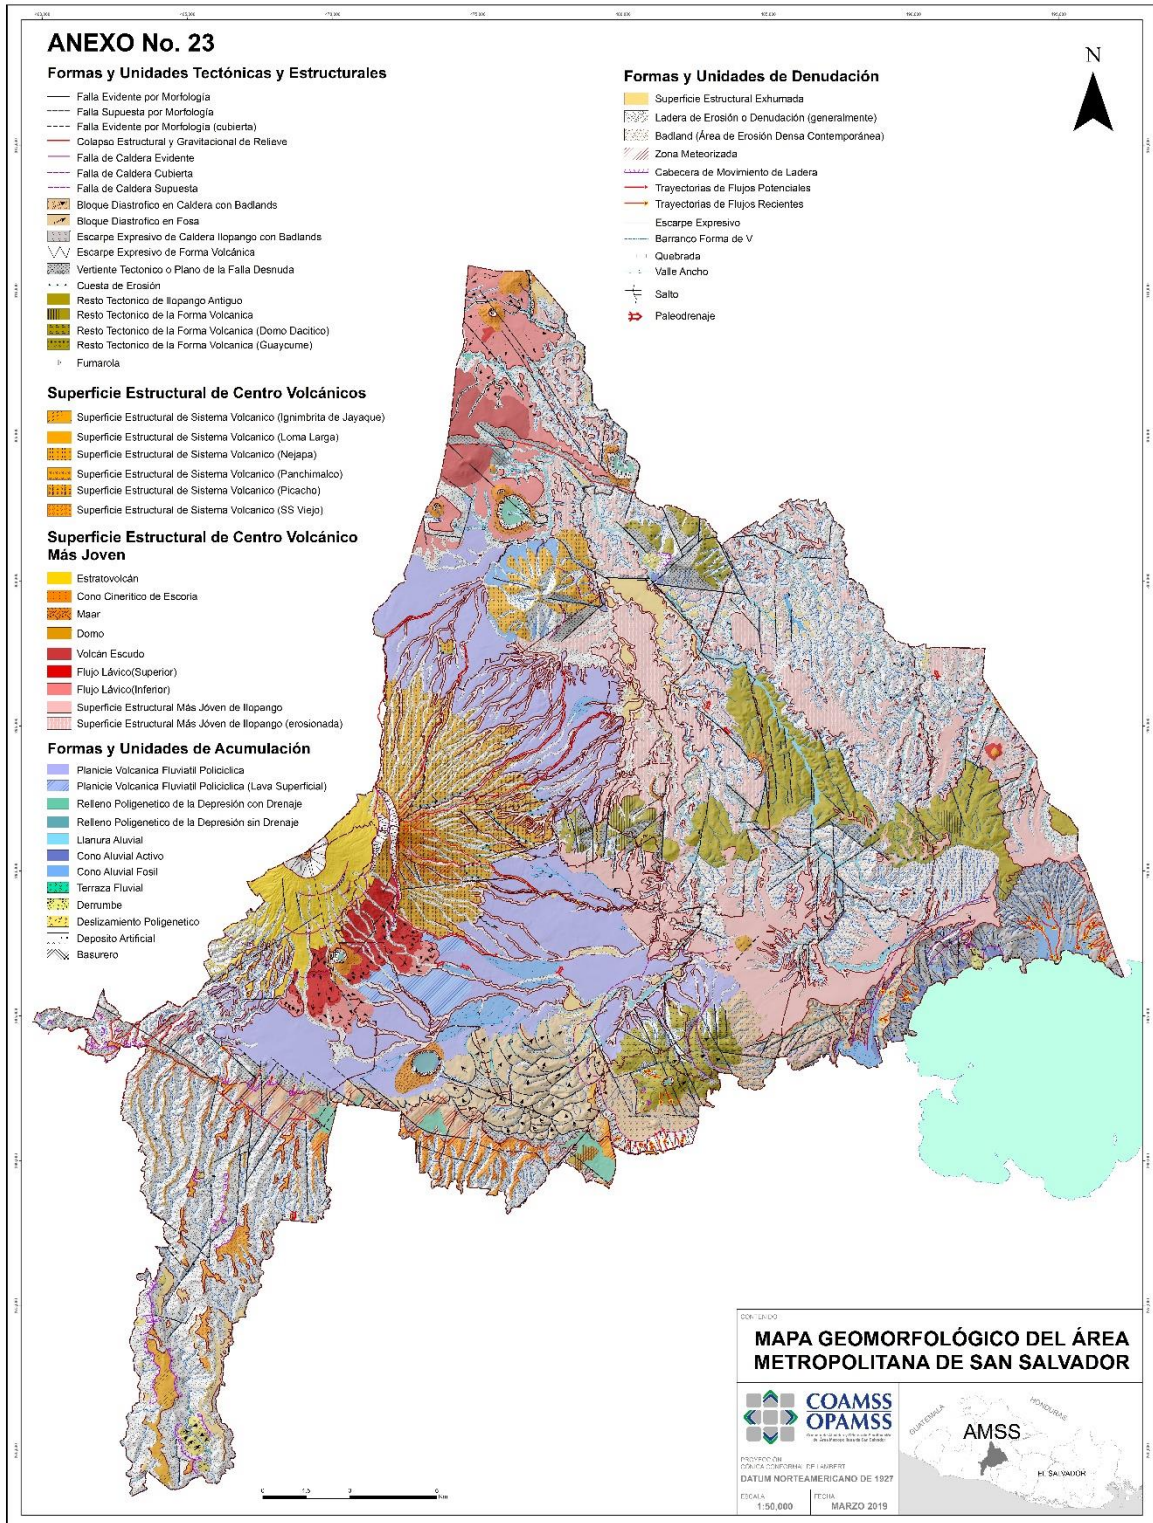 ANEXO No. 23
Formas y Unidades Tectónicas y Estructurales
Falla Evidente por Morfología
Falla Supuesta por Morfología
Falla Evidente por Morfología (cubierta)
Colapso Estructural y Gravitacional de Relieve
Falla de Caldera Evidente
Falla de Caldera Cubierta
Falla de Caldera Supuesta
Bloque Diastrofico en Caldera con Badlands
Bloque Diastrofico en Fosa
Escarpe Expresivo de Caldera Ilopango con Badlands
Escarpe Expresivo de Forma Volcánica
Vertiente Tectonico o Plano de la Falla Desnuda
Cuesta de Erosión
Resto Tectonico de Ilopango Antiguo
Resto Tectonico de la Forma Volcanica
Resto Tectonico de la Forma Volcanica (Domo Dacitico)
Resto Tectonico de la Forma Volcanica (Guaycume)
Fumarola
Superficie Estructural de Centro Volcánicos
Superficie Estructural de Sistema Volcanico (Ignimbrita de Jayaque)
Superficie Estructural de Sistema Volcanico (Loma Larga)
Superficie Estructural de Sistema Volcanico (Nejapa)
Superficie Estructural de Sistema Volcanico (Panchimalco)
Superficie Estructural de Sistema Volcanico (Picacho)
Superficie Estructural de Sistema Volcanico (SS Viejo)
Superficie Estructural de Centro Volcánico
Más Joven
Estratovolcán
Cono Cineritico de Escoria
Maar
Domo
Volcán Escudo
Flujo Lávico(Superior)
Flujo Lávico(Inferior)
Superficie Estructural Más Jóven de Ilopango
Superficie Estructural Más Jóven de Ilopango (erosionada)
Formas y Unidades de Acumulación
Planicie Volcanica Fluviatil Policiclica
Planicie Volcanica Fluviatil Policiclica (Lava Superficial)
Relleno Poligenetico de la Depresión con Drenaje
Relleno Poligenetico de la Depresión sin Drenaje
Llanura Aluvial
Cono Aluvial Activo
Cono Aluvial Fosil
Terraza Fluvial
Derrumbe
Deslizamiento Poligenetico
Deposito Artificial
Basurero
Formas y Unidades de Denudación
Superficie Estructural Exhumada
Ladera de Erosión o Denudación (generalmente)
Badland (Área de Erosión Densa Contemporánea)
Zona Meteorizada
Cabecera de Movimiento de Ladera
Trayectorias de Flujos Potenciales
Trayectorias de Flujos Recientes
Escarpe Expresivo
Barranco Forma de V
Quebrada
Valle Ancho
Salto
Paleodrenaje
N
0 1.5 3 6
Km
CONTENIDO
MAPA GEOMORFOLÓGICO DEL ÁREA
METROPOLITANA DE SAN SALVADOR
COAMSS
OPAMSS
PROYECCIÓN
CÓNICA CONFORMAL DE LAMBERT
DATUM NORTEAMERICANO DE 1927
ESCALA
1:50,000
FECHA
MARZO 2019
GUATEMALA
HONDURAS
AMSS
EL SALVADOR